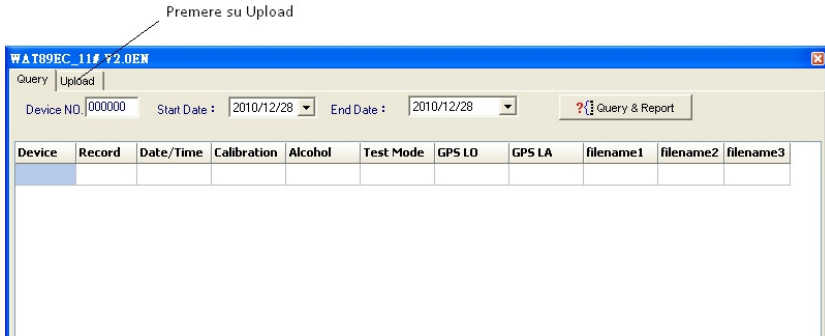 Premere su Upload
WAT89EC_11# V2.0EN
Query Upload
Device NO. 000000 Start Date： 2010/12/28 End Date： 2010/12/28 ?{} Query & Report
Device Record Date/Time Calibration Alcohol Test Mode GPS LO GPS LA filename1 filename2 filename3